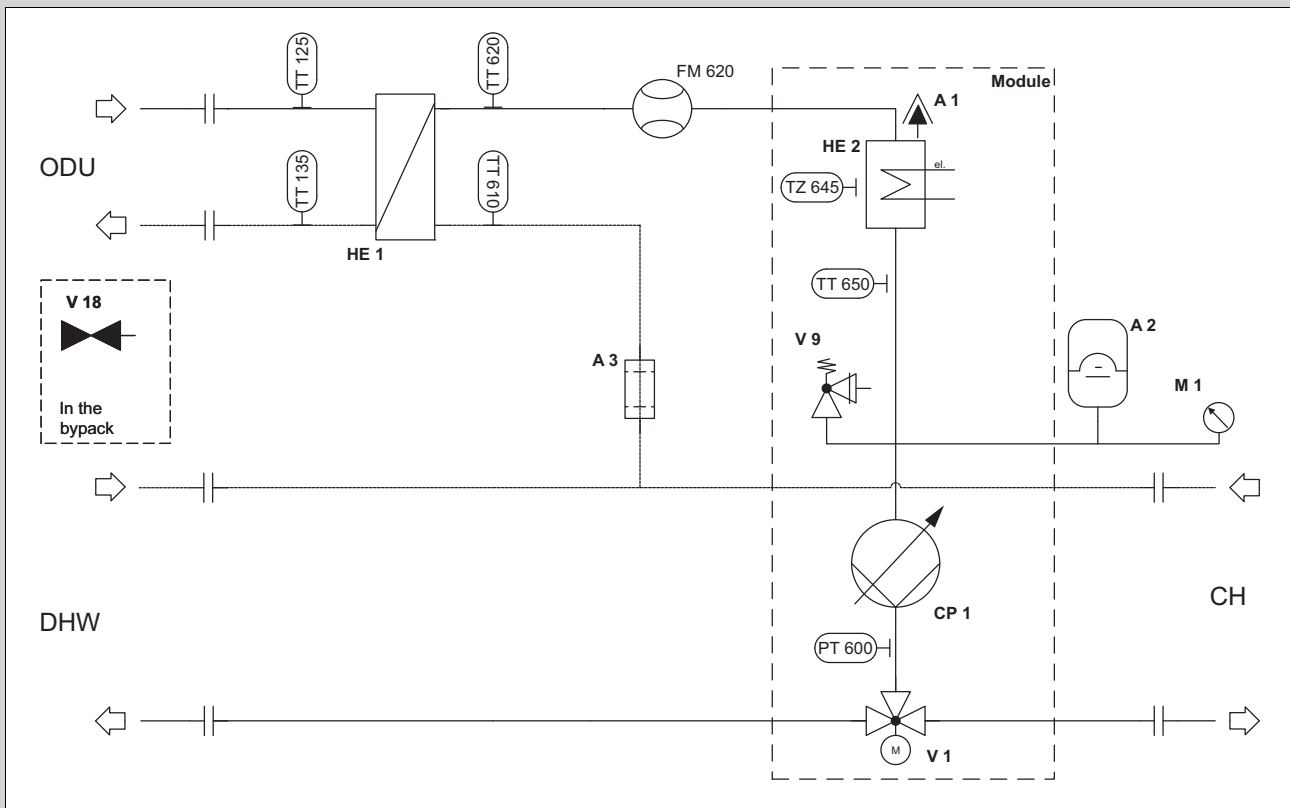 TT 125
TT 620
FM 620
Module
A 1
HE 2
el.
TZ 645
ODU
TT 135
TT 610
HE 1
TT 650
V 18
V 9
A 2
A 3
M 1
In the
bypack
CP 1
DHW
CH
PT 600
M
V 1